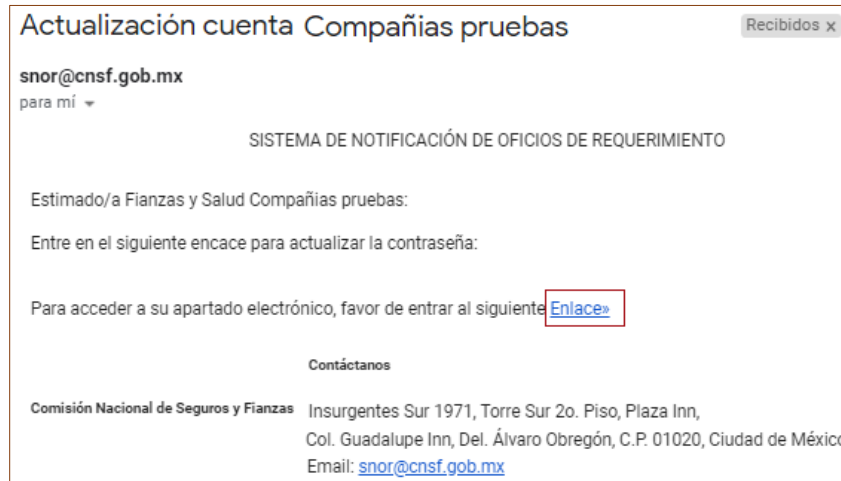 Actualización cuenta Compañias pruebas
Recibidos x
snor@cnsf.gob.mx
para mí
SISTEMA DE NOTIFICACIÓN DE OFICIOS DE REQUERIMIENTO
Estimado/a Fianzas y Salud Compañias pruebas:
Entre en el siguiente encace para actualizar la contraseña:
Para acceder a su apartado electrónico, favor de entrar al siguiente Enlace»
Contáctanos
Comisión Nacional de Seguros y Fianzas Insurgentes Sur 1971, Torre Sur 2o. Piso, Plaza Inn,
Col. Guadalupe Inn, Del. Álvaro Obregón, C.P. 01020, Ciudad de México
Email: snor@cnsf.gob.mx